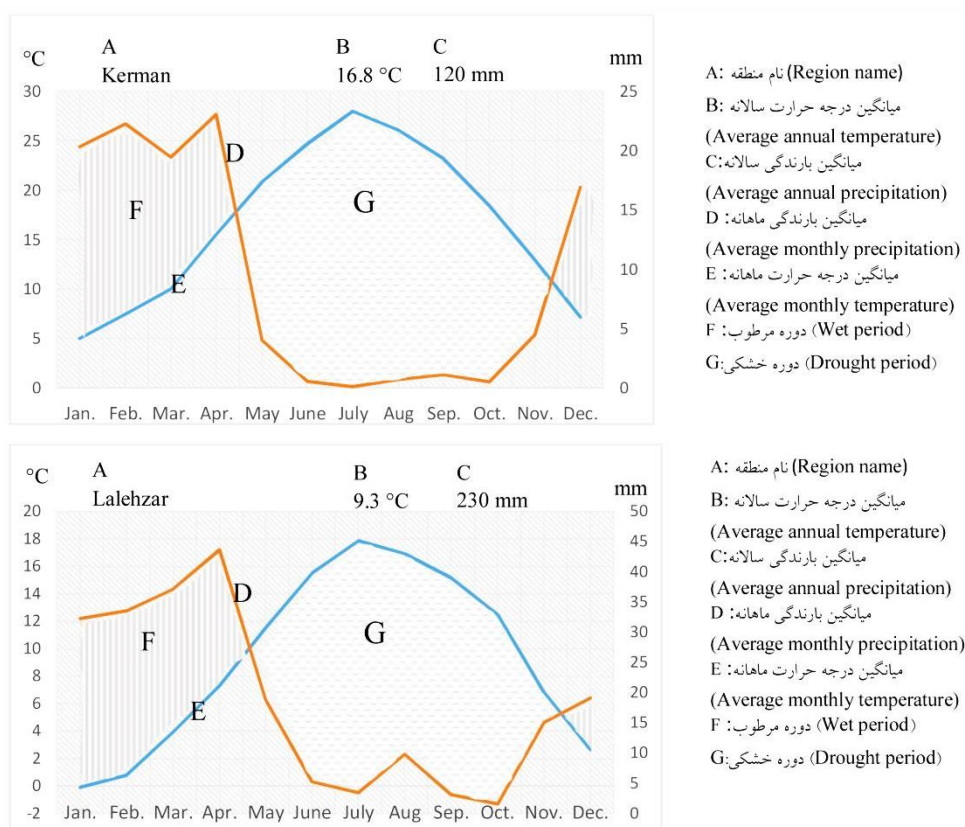 A B C
°C Kerman 16.8 °C 120 mm mm
30 25
25
20
20
15
15
10
10
5
5
0 0
D
F
G
E
Jan. Feb. Mar. Apr. May June July Aug Sep. Oct. Nov. Dec.
A: نام منطقه (Region name)
B: میانگین درجه حرارت سالانه
(Average annual temperature)
C:میانگین بارندگی سالانه
(Average annual precipitation)
D :میانگین بارندگی ماهانه
(Average monthly precipitation)
E :میانگین درجه حرارت ماهانه
(Average monthly temperature)
F :دوره مرطوب (Wet period)
G:دوره خشکی (Drought period)
A B C
°C Lalehzar 9.3 °C 230 mm mm
20 50
18 45
16 40
14 35
12 30
10 25
8 20
6 15
4 10
2 5
0
-2 0
D
F
G
E
Jan. Feb. Mar. Apr. May June July Aug Sep. Oct. Nov. Dec.
A: نام منطقه (Region name)
B: میانگین درجه حرارت سالانه
(Average annual temperature)
C:میانگین بارندگی سالانه
(Average annual precipitation)
D :میانگین بارندگی ماهانه
(Average monthly precipitation)
E :میانگین درجه حرارت ماهانه
(Average monthly temperature)
F :دوره مرطوب (Wet period)
G:دوره خشکی (Drought period)